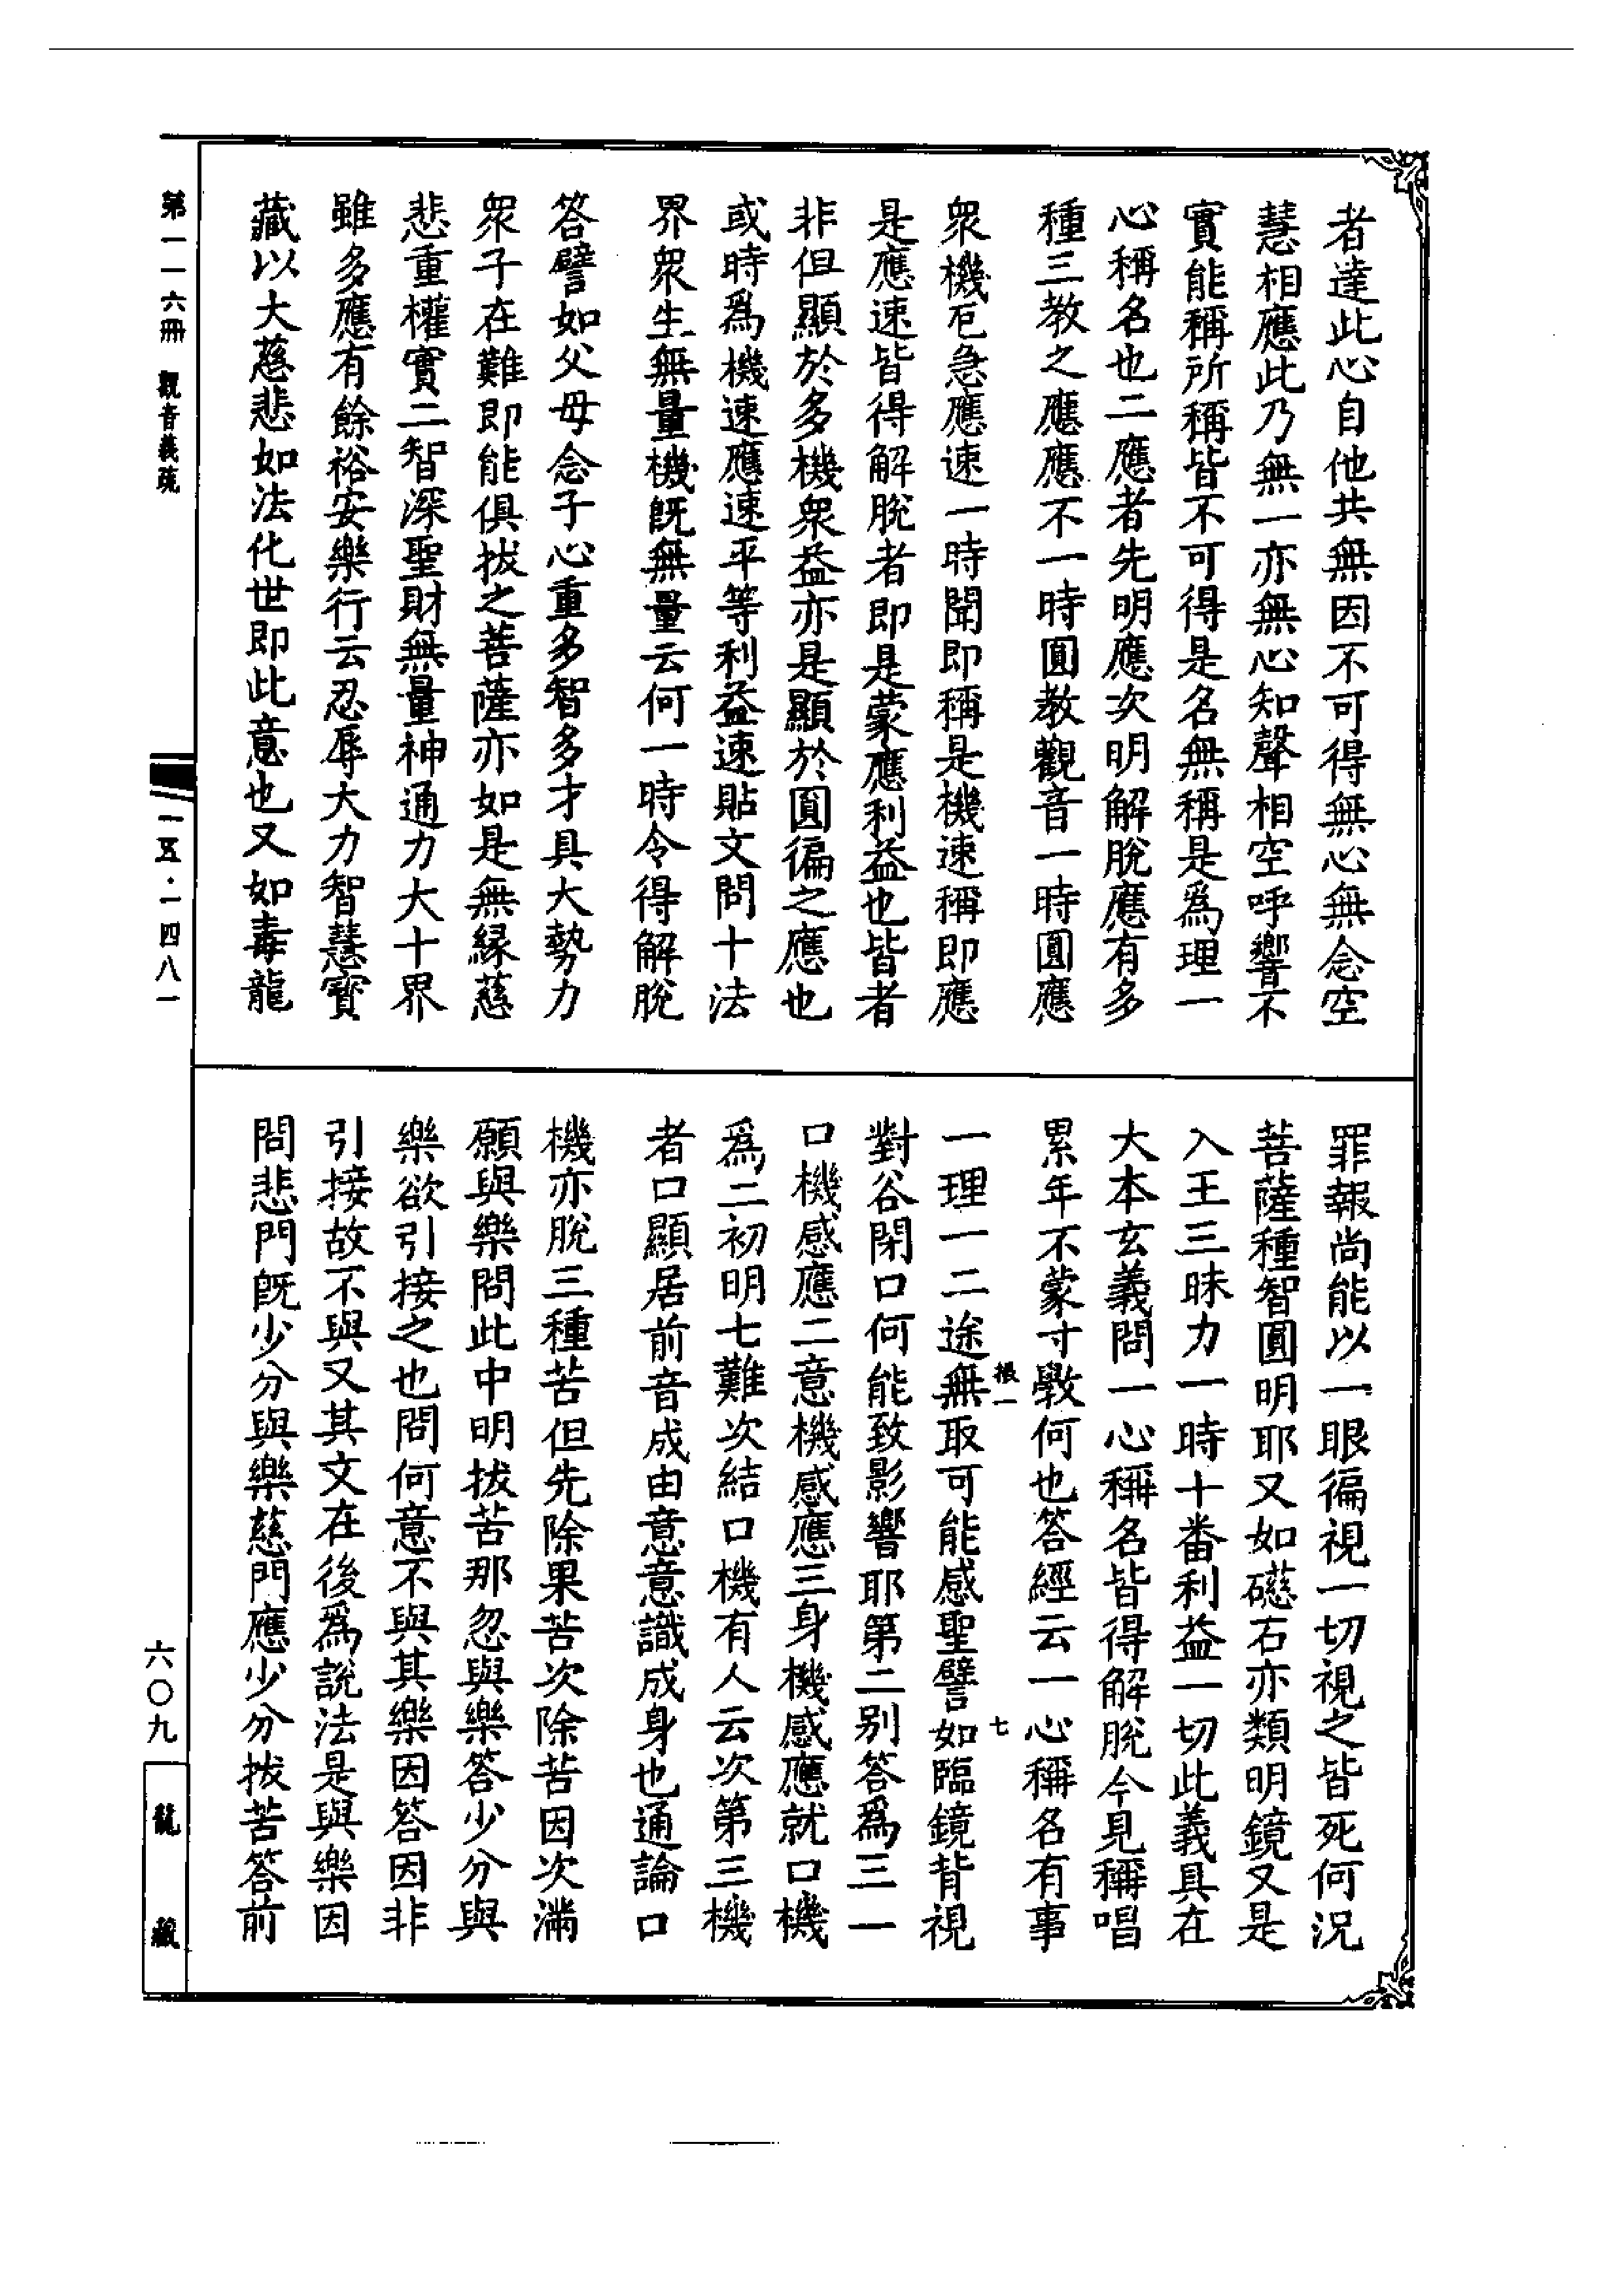 者達此心自他共無因不可得無心無念空
慧相應此乃無一亦無心知聲相空呼響不
實能稱所稱皆不可得是名無稱是爲理一
心稱名也二應者先明應次明解脫應有多
種三教之應應不一時圓教觀音一時圓應
衆機厄急應速一時聞即稱是機速稱即應
是應速皆得解脫者即是蒙應利益也皆者
非但顯於多機衆益亦是顯於圓徧之應也
或時爲機速應速平等利益速貼文問十法
界衆生無量機旣無量云何一時令得解脫
答譬如父母念子心重多智多才具大勢力
衆子在難即能俱拔之菩薩亦如是無緣慈
悲重權實二智深聖財無量神通力大十界
雖多應有餘裕安樂行云忍辱大力智慧寶
藏以大慈悲如法化世即此意也又如毒龍
罪報尚能以一眼徧視一切視之皆死何況
菩薩種智圓明耶又如礠石亦類明鏡又是
入王三昧力一時十番利益一切此義具在
大本玄義問一心稱名皆得解脫今見稱唱
累年不蒙寸㪍何也答經云一心稱名有事
一理一二途無取可能感聖譬如臨鏡背視
對谷閉口何能致影響耶第二別答爲三一
口機感應二意機感應三身機感應就口機
爲二初明七難次結口機有人云次第三機
者口顯居前音成由意意識成身也通論口
機亦脫三種苦但先除果苦次除苦因次滿
願與樂問此中明拔苦那忽與樂答少分與
樂欲引接之也問何意不與其樂因答因非
引接故不與又其文在後爲說法是與樂因
問悲門旣少分與樂慈門應少分拔苦答前
第一一六冊 觀音義疏
一五·一四八一
六〇九
龍藏
七